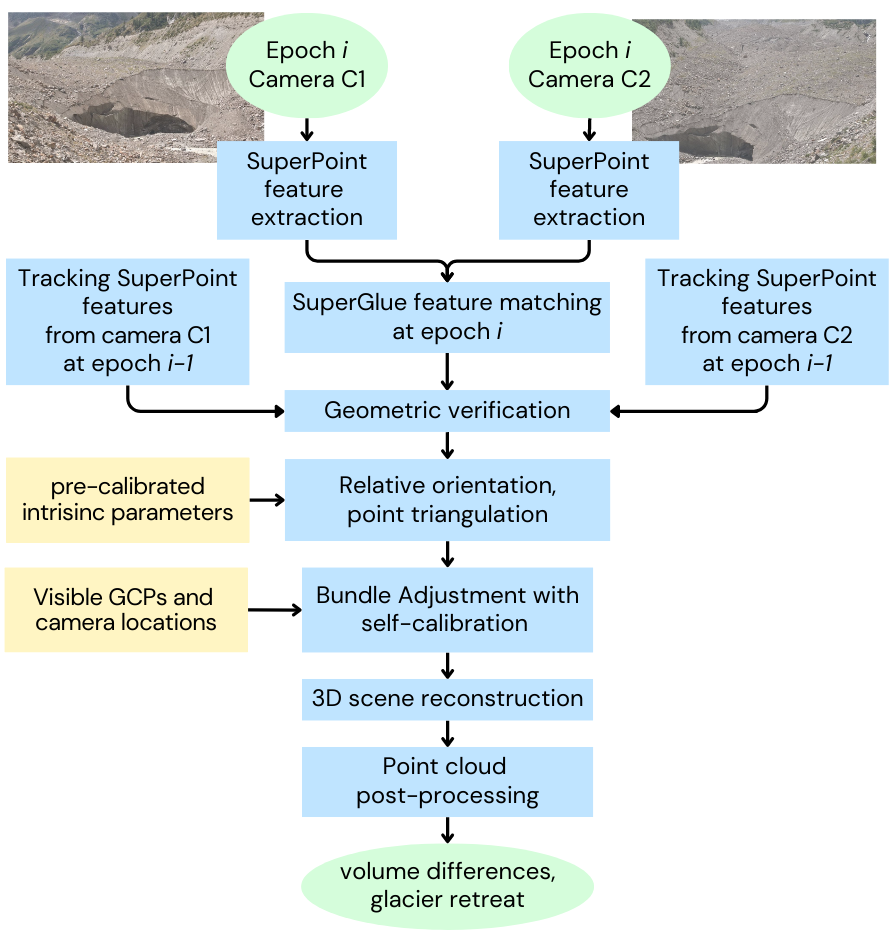 Epoch i
Camera C1
Epoch i
Camera C2
SuperPoint
feature
extraction
SuperPoint
feature
extraction
Tracking SuperPoint
features
from camera C1
at epoch i-1
SuperGlue feature matching
at epoch i
Tracking SuperPoint
features
from camera C2
at epoch i-1
Geometric verification
pre-calibrated
intrisinc parameters
Relative orientation,
point triangulation
Visible GCPs and
camera locations
Bundle Adjustment with
self-calibration
3D scene reconstruction
Point cloud
post-processing
volume differences,
glacier retreat